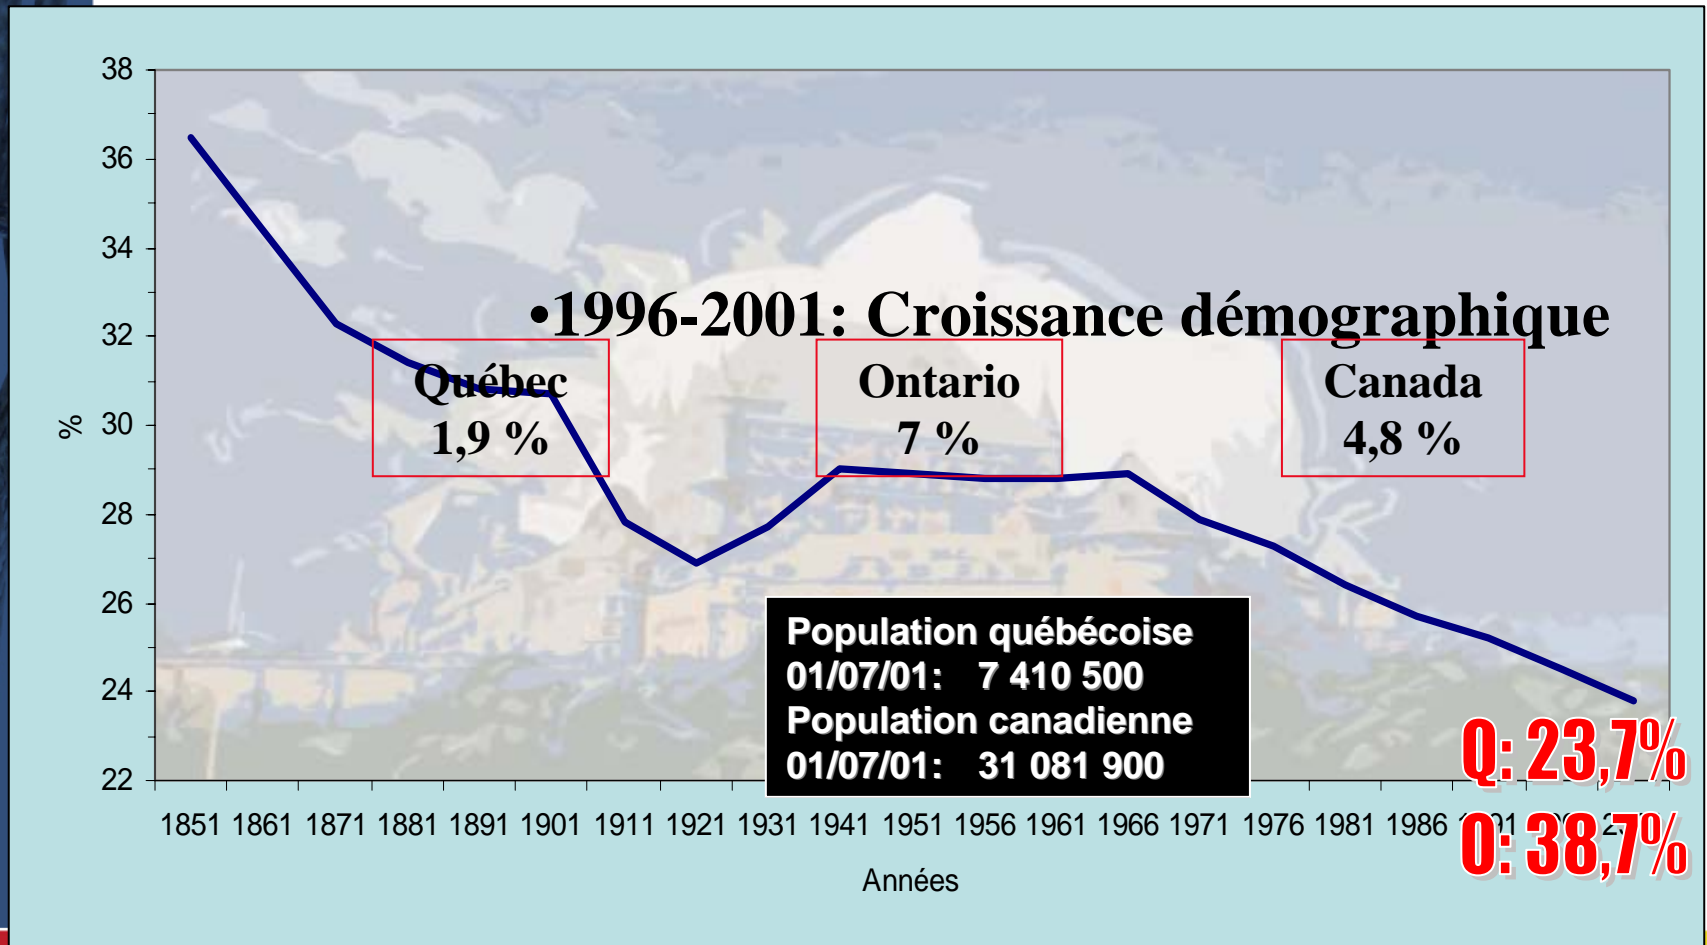 38
36
34
32
30
28
26
24
22
%
•1996-2001: Croissance démographique
Québec
1,9 %
Ontario
7 %
Canada
4,8 %
Population québécoise
01/07/01: 7 410 500
Population canadienne
01/07/01: 31 081 900
Q: 23,7%
O: 38,7%
1851 1861 1871 1881 1891 1901 1911 1921 1931 1941 1951 1956 1961 1966 1971 1976 1981 1986
Années